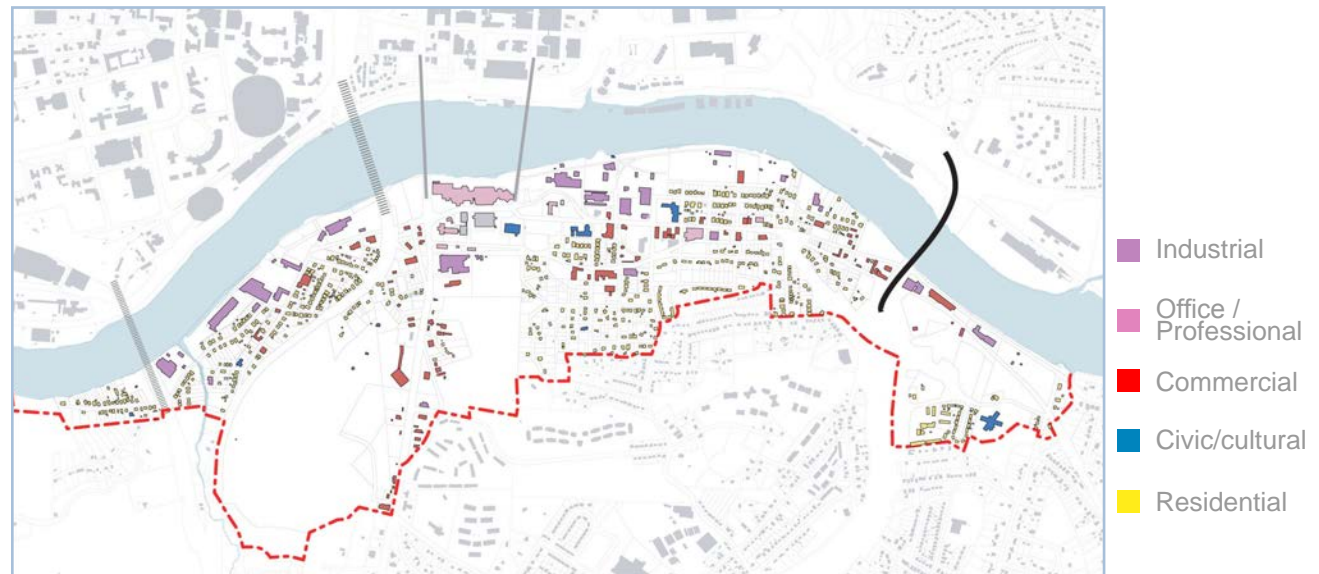 Industrial
Office /
Professional
Commercial
Civic/cultural
Residential